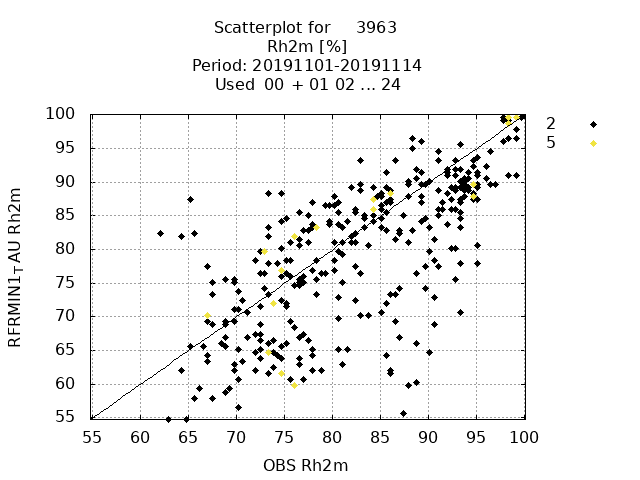 Scatterplot for 3963
Rh2m [%]
Period: 20191101-20191114
Used 00 + 01 02 ... 24
2
5
RFRMIN1_T AU Rh2m
100
95
90
85
80
75
70
65
60
55
55 60 65 70 75 80 85 90 95 100
OBS Rh2m